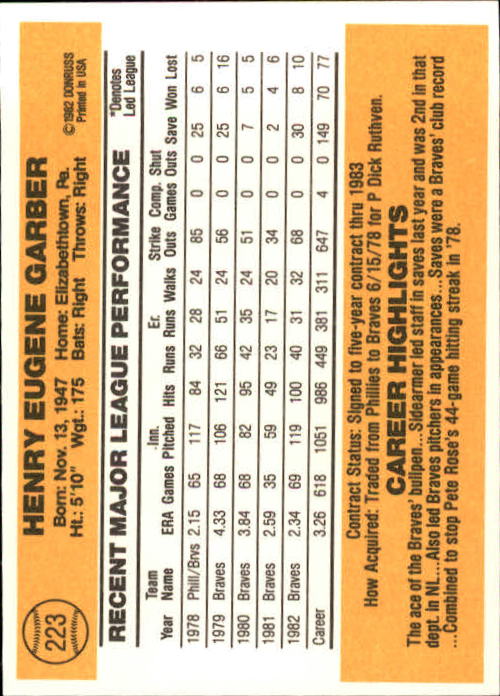 223
HENRY EUGENE GARBER
©1982 DONRUSS
Printed in USA
Born: Nov. 13, 1947 Home: Elizabethtown, Pa.
Ht.: 5'10" Wgt.: 175 Bats: Right Throws: Right
RECENT MAJOR LEAGUE PERFORMANCE
*Denotes
Led League
Team Inn. Er. Strike Comp. Shut
Year Name ERA Games Pitched Hits Runs Runs Walks Outs Games Outs Save Won Lost
1978 Phill/Brvs 2.15 65 117 84 32 28 24 85 0 0 25 6 5
1979 Braves 4.33 68 106 121 66 51 24 56 0 0 25 6 16
1980 Braves 3.84 68 82 95 42 35 24 51 0 0 7 5 5
1981 Braves 2.59 35 59 49 23 17 20 34 0 0 2 4 6
1982 Braves 2.34 69 119 100 40 31 32 68 0 0 30 8 10
Career 3.26 618 1051 986 449 381 311 647 4 0 149 70 77
Contract Status: Signed to five-year contract thru 1983
How Acquired: Traded from Phillies to Braves 6/15/78 for P Dick Ruthven.
CAREER HIGHLIGHTS
The ace of the Braves' bullpen...Sidearmer led staff in saves last year and was 2nd in that
dept. in NL...Also led Braves pitchers in appearances...Saves were a Braves' club record
...Combined to stop Pete Rose's 44-game hitting streak in '78.